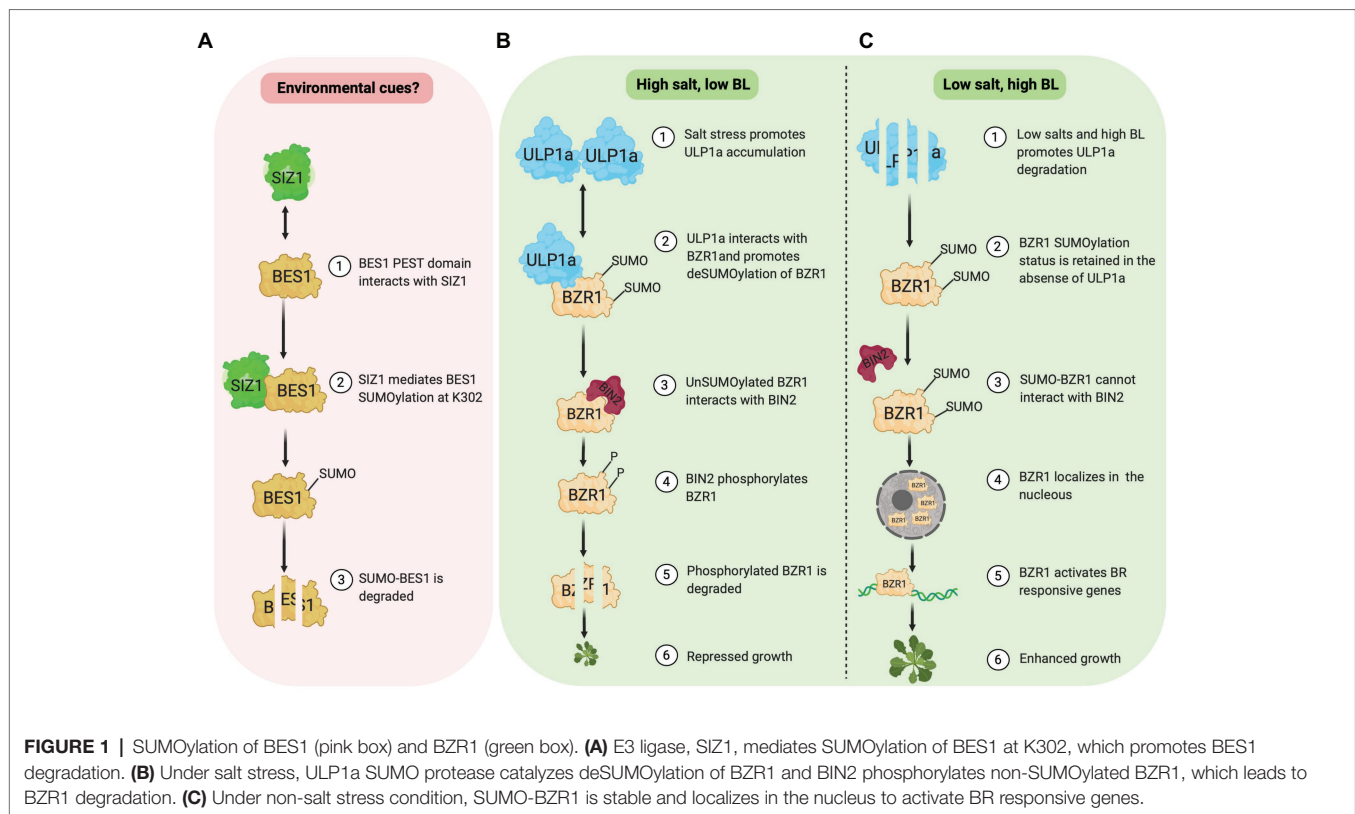 A
Environmental cues?
SIZ1
BES1
1 BES1 PEST domain
interacts with SIZ1
SIZ1 BES1
2 SIZ1 mediates BES1
SUMOylation at K302
SUMO
BES1
3 SUMO-BES1 is
degraded
BES1
B
High salt, low BL
ULP1a ULP1a
1 Salt stress promotes
ULP1a accumulation
ULP1a
SUMO
SUMO
BZR1
2 ULP1a interacts with
BZR1and promotes
deSUMOylation of BZR1
BIN2
BZR1
3 UnSUMOylated BZR1
interacts with BIN2
P
P
BZR1
4 BIN2 phosphorylates
BZR1
BZR1
5 Phosphorylated BZR1 is
degraded
6 Repressed growth
C
Low salt, high BL
ULP1a
1 Low salts and high BL
promotes ULP1a
degradation
SUMO
SUMO
BZR1
2 BZR1 SUMOylation
status is retained in the
absense of ULP1a
BIN2
SUMO
SUMO
BZR1
3 SUMO-BZR1 cannot
interact with BIN2
BZR1
BZR1
BZR1
BZR1
BZR1
4 BZR1 localizes in the
nucleous
BZR1
5 BZR1 activates BR
responsive genes
6 Enhanced growth
FIGURE 1 | SUMOylation of BES1 (pink box) and BZR1 (green box). (A) E3 ligase, SIZ1, mediates SUMOylation of BES1 at K302, which promotes BES1
degradation. (B) Under salt stress, ULP1a SUMO protease catalyzes deSUMOylation of BZR1 and BIN2 phosphorylates non-SUMOylated BZR1, which leads to
BZR1 degradation. (C) Under non-salt stress condition, SUMO-BZR1 is stable and localizes in the nucleus to activate BR responsive genes.